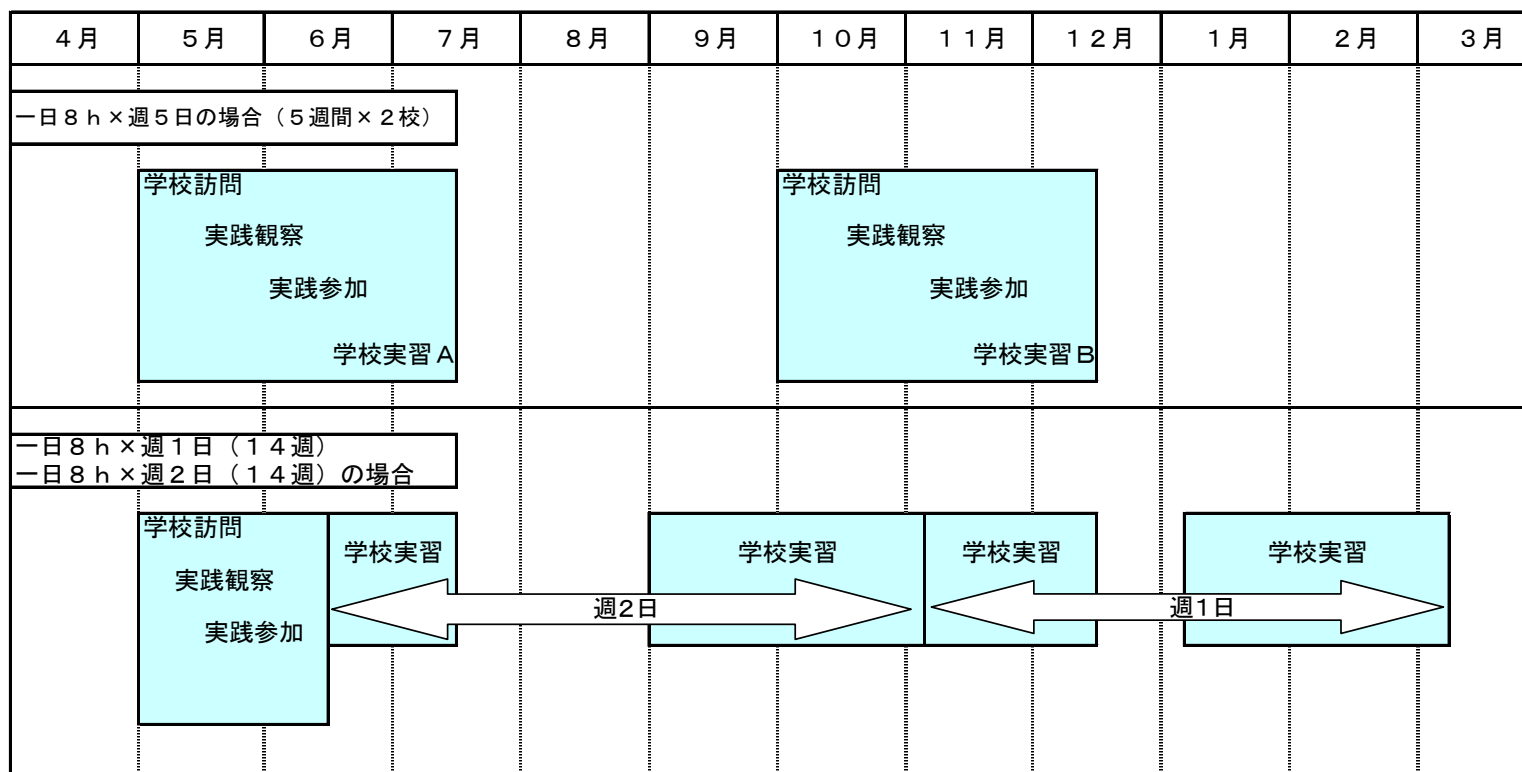 ４月 ５月 ６月 ７月 ８月 ９月 １０月 １１月 １２月 １月 ２月 ３月
一日８ｈ×週５日の場合（５週間×２校）
学校訪問 学校訪問
実践観察 実践観察
実践参加 実践参加
学校実習Ａ 学校実習Ｂ
一日８ｈ×週１日（１４週）
一日８ｈ×週２日（１４週）の場合
学校訪問
学校実習 学校実習 学校実習 学校実習
実践観察
週2日 週1日
実践参加